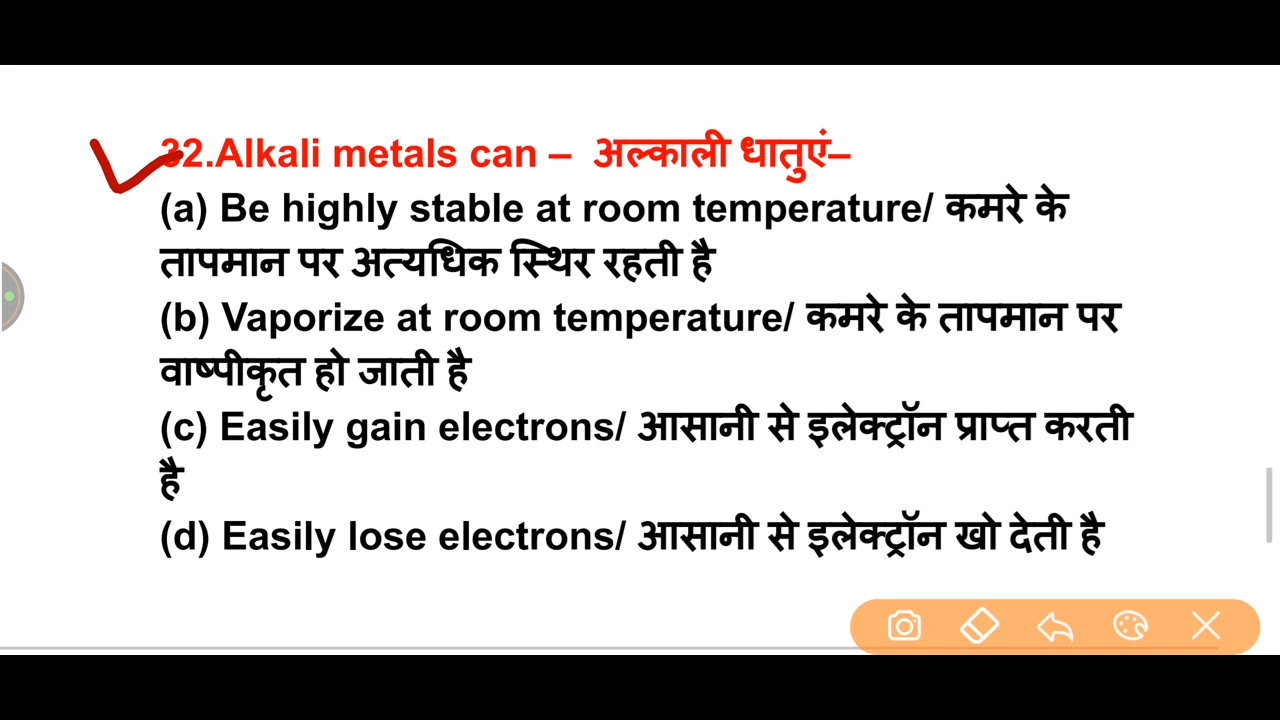 32.Alkali metals can – अल्काली धातुएं–
(a) Be highly stable at room temperature/ कमरे के
तापमान पर अत्यधिक स्थिर रहती है
(b) Vaporize at room temperature/ कमरे के तापमान पर
वाष्पीकृत हो जाती है
(c) Easily gain electrons/ आसानी से इलेक्ट्रॉन प्राप्त करती
है
(d) Easily lose electrons/ आसानी से इलेक्ट्रॉन खो देती है